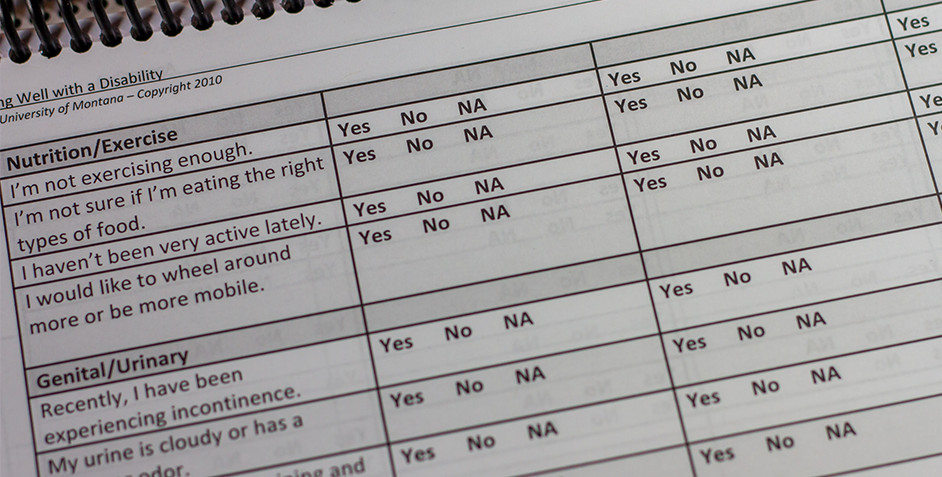 ng Well with a Disability
University of Montana – Copyright 2010
Nutrition/Exercise
I'm not exercising enough. Yes No NA Yes No NA Yes
I'm not sure if I'm eating the right Yes No NA Yes No NA Yes
types of food.
I haven't been very active lately. Yes No NA Yes No NA Ye
I would like to wheel around Yes No NA Yes No NA Y
more or be more mobile.
Genital/Urinary
Recently, I have been Yes No NA Yes No NA
experiencing incontinence.
My urine is cloudy or has a Yes No NA Yes No NA
odor.
ining and Yes No NA Yes No NA
Yes No NA